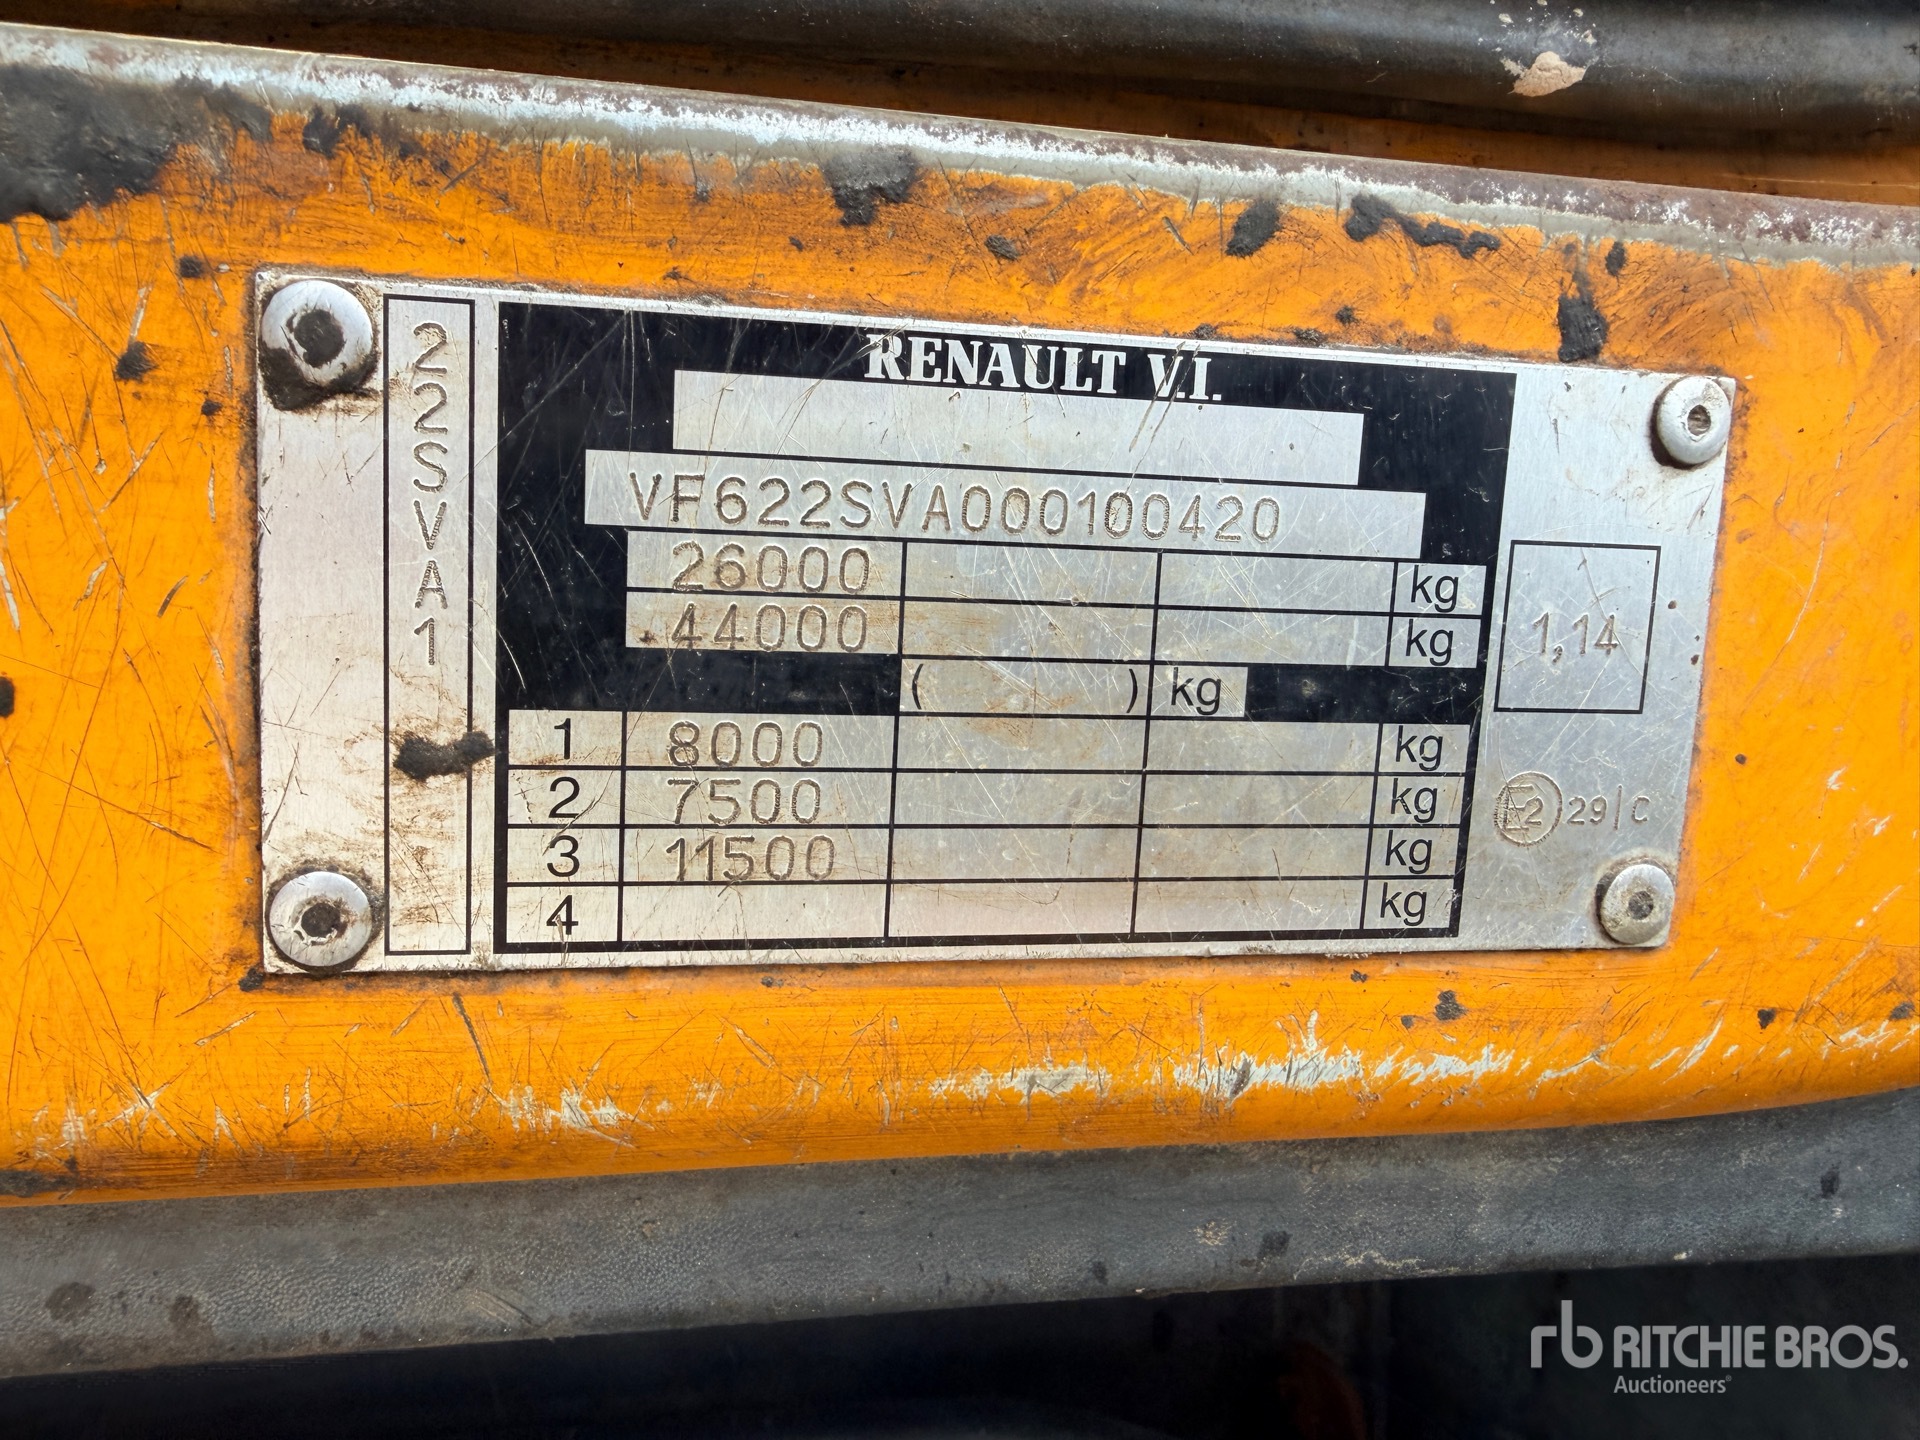 22SVA1
RENAULT V.I.
VF622SVA000100420
26000 kg
44000 kg
( ) kg
1,14
1 8000 kg
2 7500 kg
3 11500 kg
4 kg
E2 29|C
rb RITCHIE BROS.
Auctioneers®